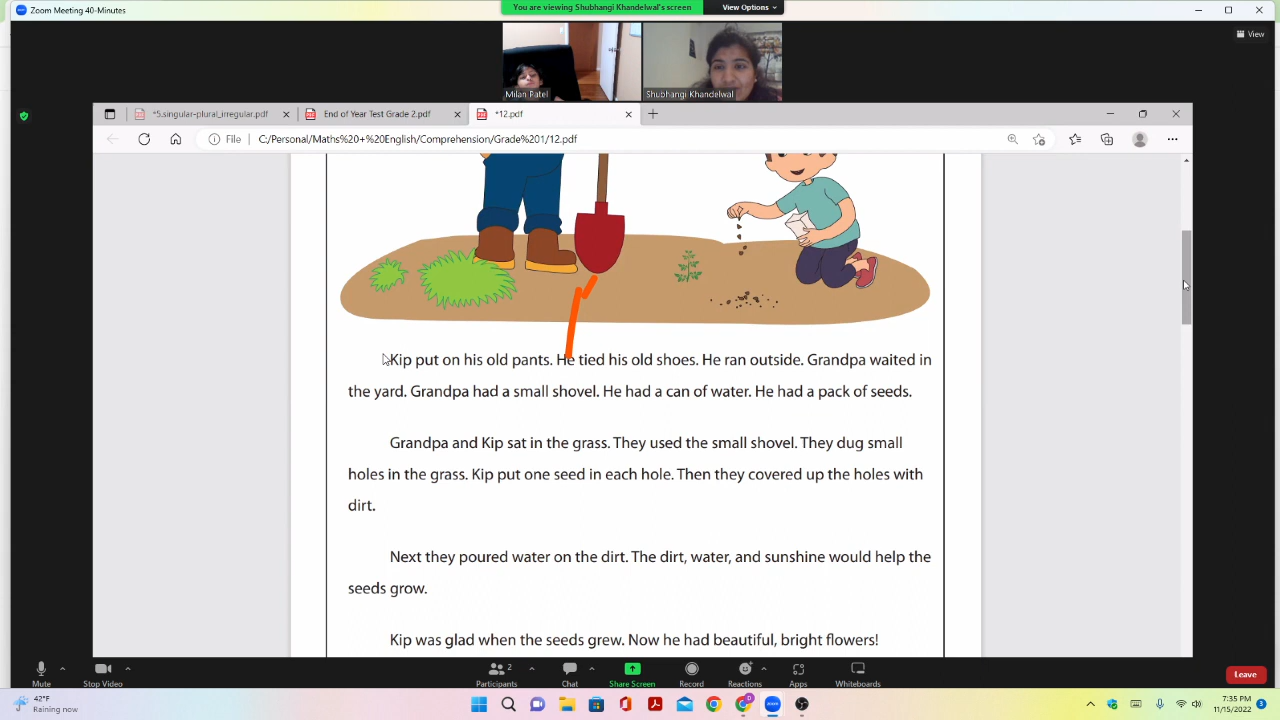 Zoom Meeting 40-Minutes
You are viewing Shubhangi Khandelwal's screen
View Options
View
Milan Patel
Shubhangi Khandelwal
*5.singular-plural_irregular.pdf
End of Year Test Grade 2.pdf
*12.pdf
File
C:/Personal/Maths%20+%20English/Comprehension/Grade%201/12.pdf
Kip put on his old pants. He tied his old shoes. He ran outside. Grandpa waited in
the yard. Grandpa had a small shovel. He had a can of water. He had a pack of seeds.
Grandpa and Kip sat in the grass. They used the small shovel. They dug small
holes in the grass. Kip put one seed in each hole. Then they covered up the holes with
dirt.
Next they poured water on the dirt. The dirt, water, and sunshine would help the
seeds grow.
Kip was glad when the seeds grew. Now he had beautiful, bright flowers!
Mute
Stop Video
Participants
2
Chat
Share Screen
Record
Reactions
Apps
Whiteboards
Leave
42°F
Raining now
7:35 PM
11/15/2022
3